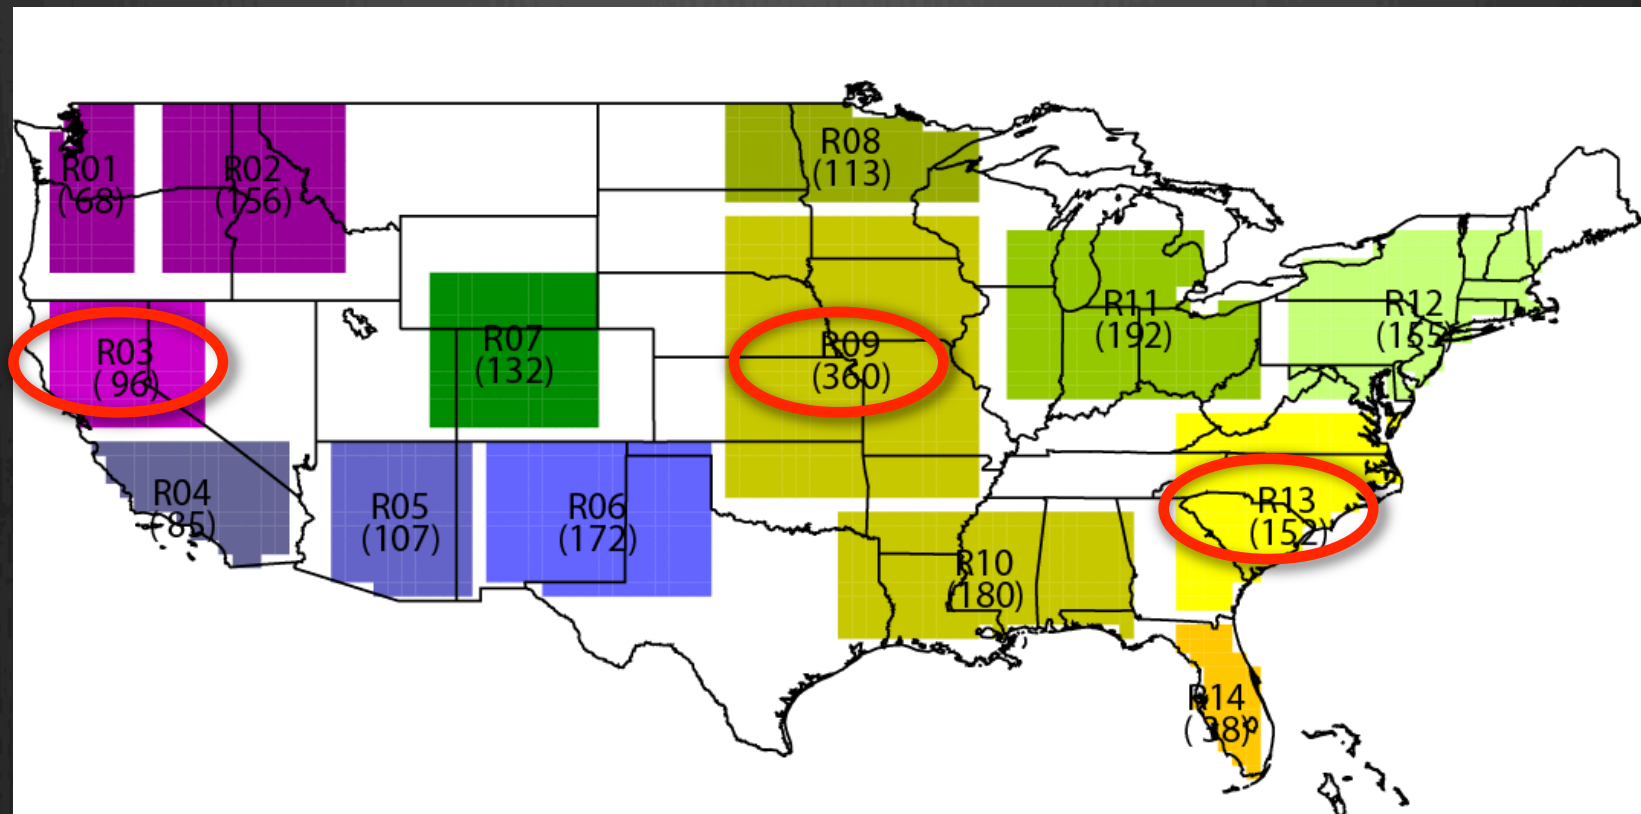 R01
(68)
R02
(156)
R03
( 96)
R04
( 85)
R05
(107)
R06
(172)
R07
(132)
R08
(113)
R09
(360)
R10
(180)
R11
(192)
R12
(155)
R13
(152)
R14
( 38)